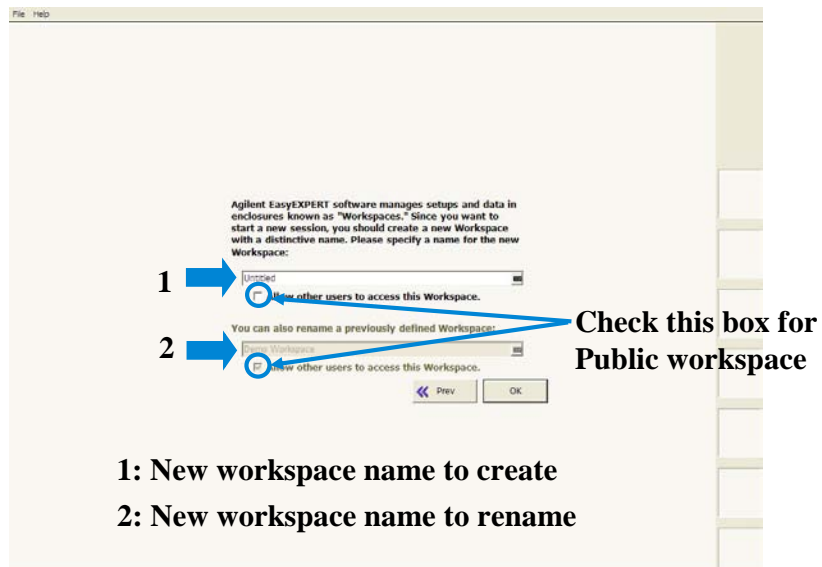 File Help
Agilent EasyEXPERT software manages setups and data in
enclosures known as "Workspaces." Since you want to
start a new session, you should create a new Workspace
with a distinctive name. Please specify a name for the new
Workspace:
1
Untitled
Allow other users to access this Workspace.
You can also rename a previously defined Workspace:
2
Demo Workspace
Allow other users to access this Workspace.
Check this box for
Public workspace
Prev OK
1: New workspace name to create
2: New workspace name to rename